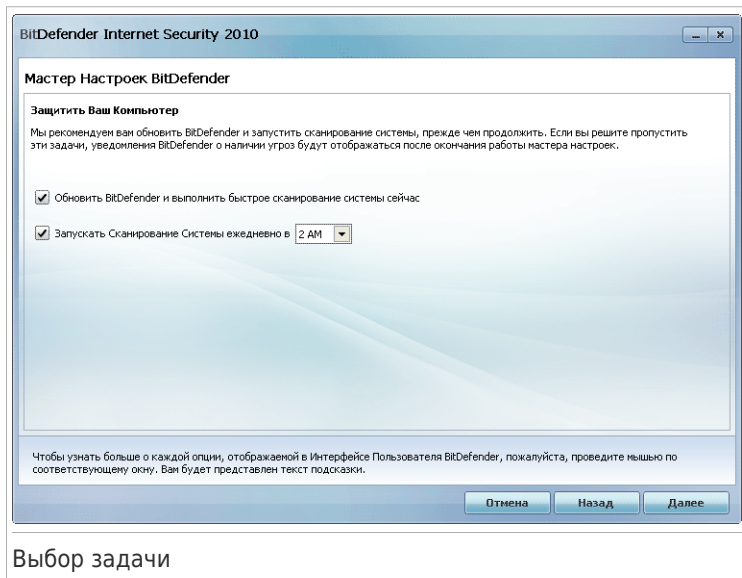 BitDefender Internet Security 2010
Мастер Настроек BitDefender
Защитить Ваш Компьютер
Мы рекомендуем вам обновить BitDefender и запустить сканирование системы, прежде чем продолжить. Если вы решите пропустить
эти задачи, уведомления BitDefender о наличии угроз будут отображаться после окончания работы мастера настроек.
Обновить BitDefender и выполнить быстрое сканирование системы сейчас
Запускать Сканирование Системы ежедневно в 2 AM
Чтобы узнать больше о каждой опции, отображаемой в Интерфейсе Пользователя BitDefender, пожалуйста, проведите мышью по
соответствующему окну. Вам будет представлен текст подсказки.
Отмена Назад Далее
Выбор задачи